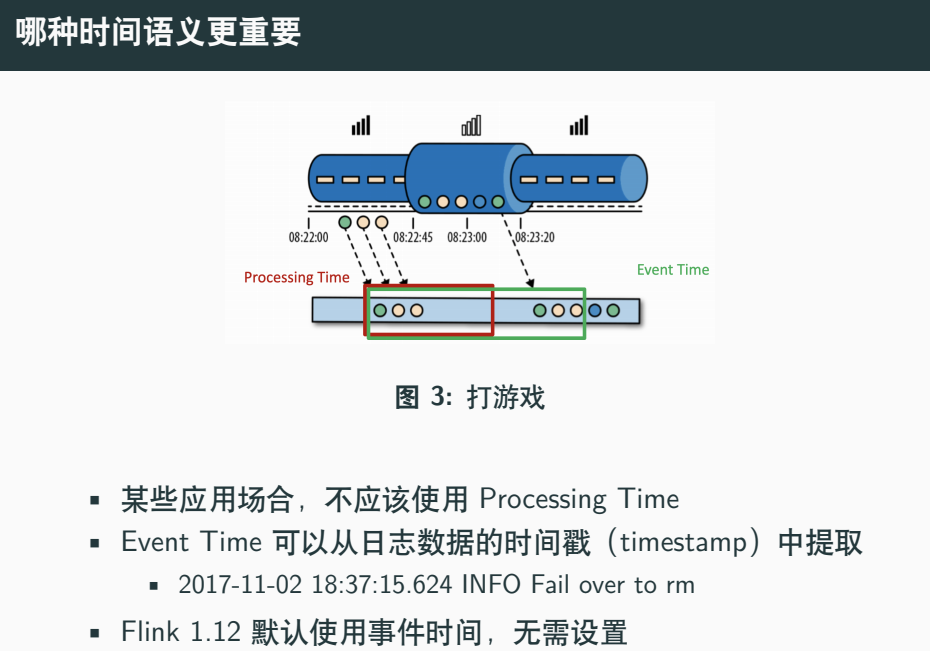 哪种时间语义更重要
08:22:00
08:22:45
08:23:00
08:23:20
Processing Time
Event Time
图 3: 打游戏
某些应用场合，不应该使用 Processing Time
Event Time 可以从日志数据的时间戳（timestamp）中提取
2017-11-02 18:37:15.624 INFO Fail over to rm
Flink 1.12 默认使用事件时间，无需设置